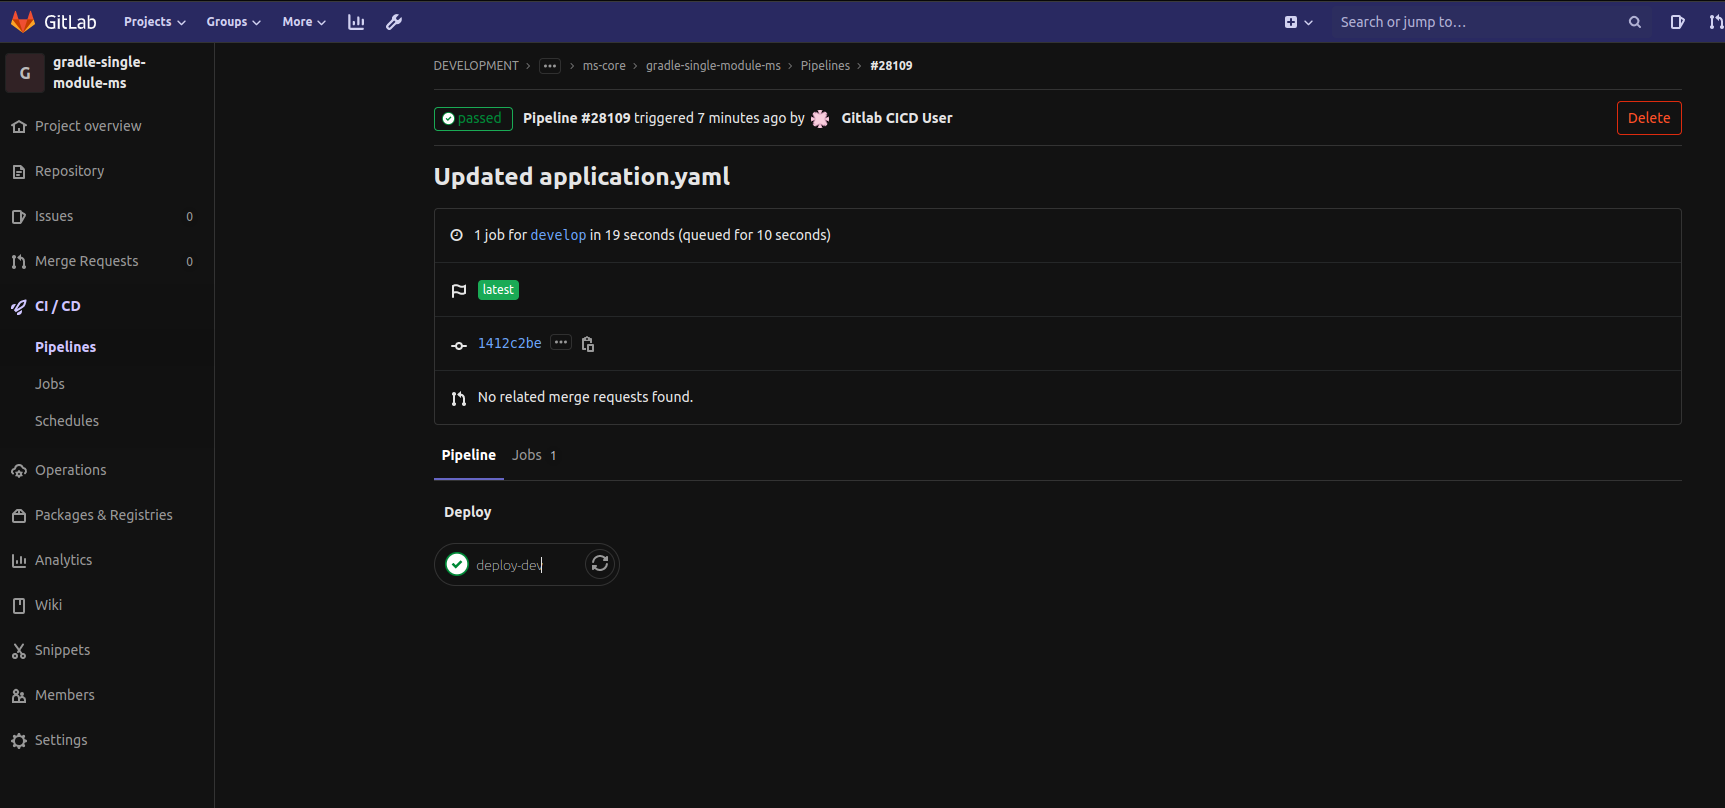 GitLab Projects Groups More Search or jump to...
G gradle-single-
module-ms
Project overview
Repository
Issues 0
Merge Requests 0
CI / CD
Pipelines
Jobs
Schedules
Operations
Packages & Registries
Analytics
Wiki
Snippets
Members
Settings
DEVELOPMENT › ••• › ms-core › gradle-single-module-ms › Pipelines › #28109
passed Pipeline #28109 triggered 7 minutes ago by Gitlab CICD User Delete
Updated application.yaml
1 job for develop in 19 seconds (queued for 10 seconds)
latest
1412c2be •••
No related merge requests found.
Pipeline Jobs 1
Deploy
deploy-dev